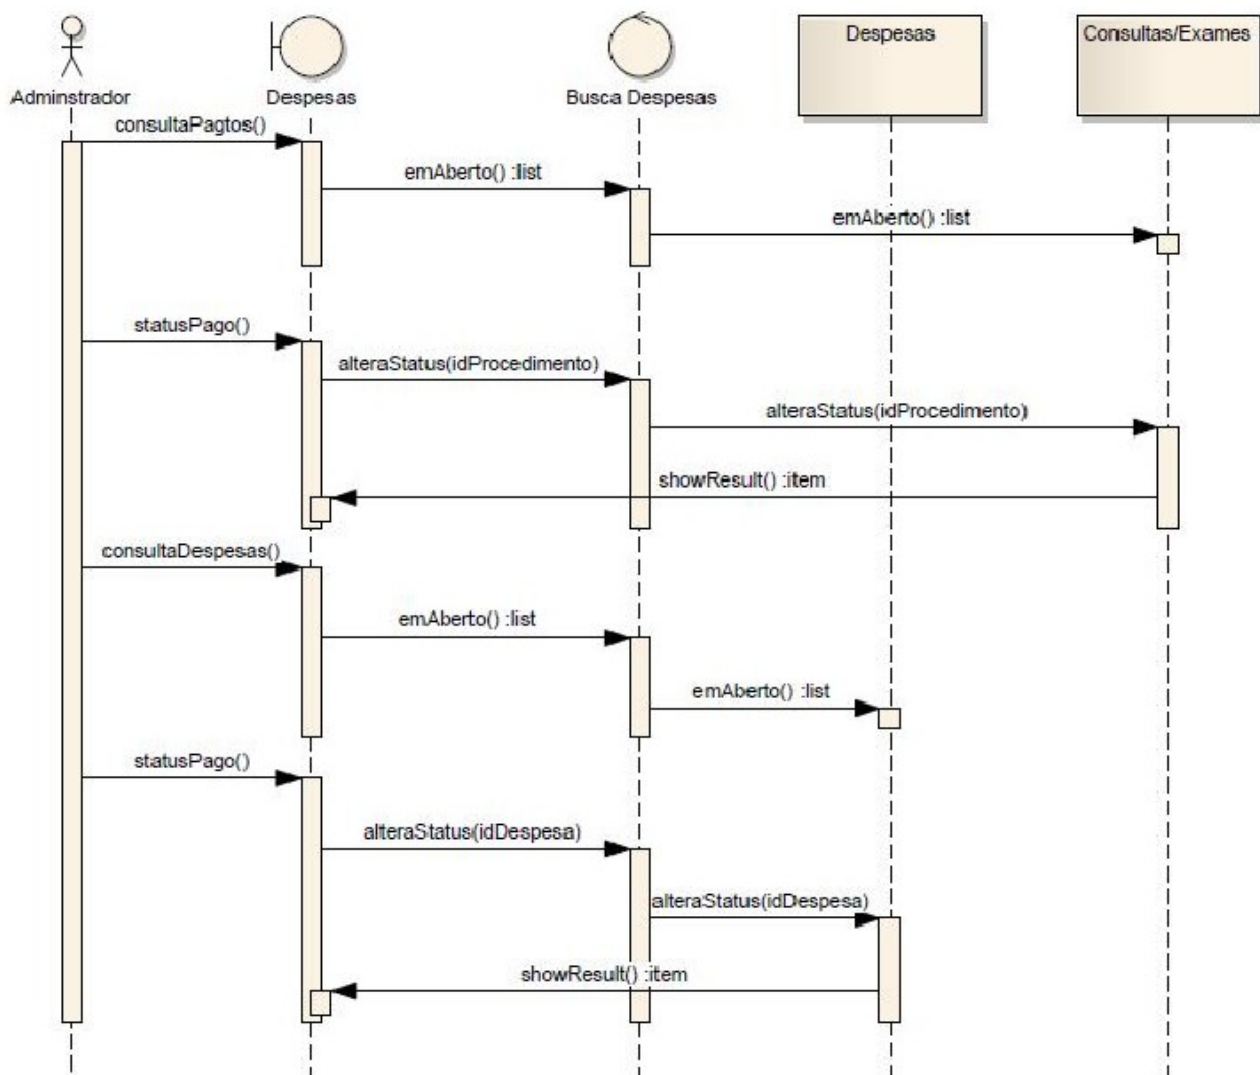 Despesas
Consultas/Exames
Adminstrador
Despesas
Busca Despesas
consultaPagtos()
emAberto() :list
emAberto() :list
statusPago()
alteraStatus(idProcedimento)
alteraStatus(idProcedimento)
showResult() :item
consultaDespesas()
emAberto() :list
emAberto() :list
statusPago()
alteraStatus(idDespesa)
alteraStatus(idDespesa)
showResult() :item